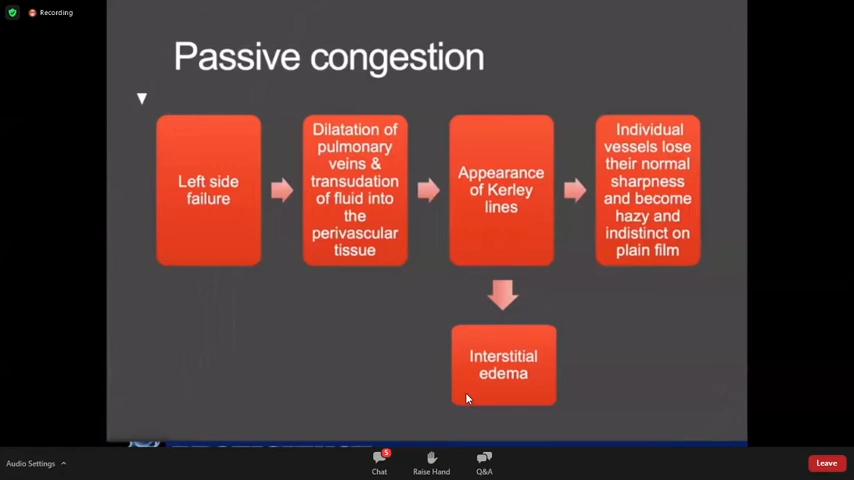 Recording
Passive congestion
Left side
failure
Dilatation of
pulmonary
veins &
transudation
of fluid into
the
perivascular
tissue
Appearance
of Kerley
lines
Individual
vessels lose
their normal
sharpness
and become
hazy and
indistinct on
plain film
Interstitial
edema
Audio Settings
5
Chat
Raise Hand
Q&A
Leave